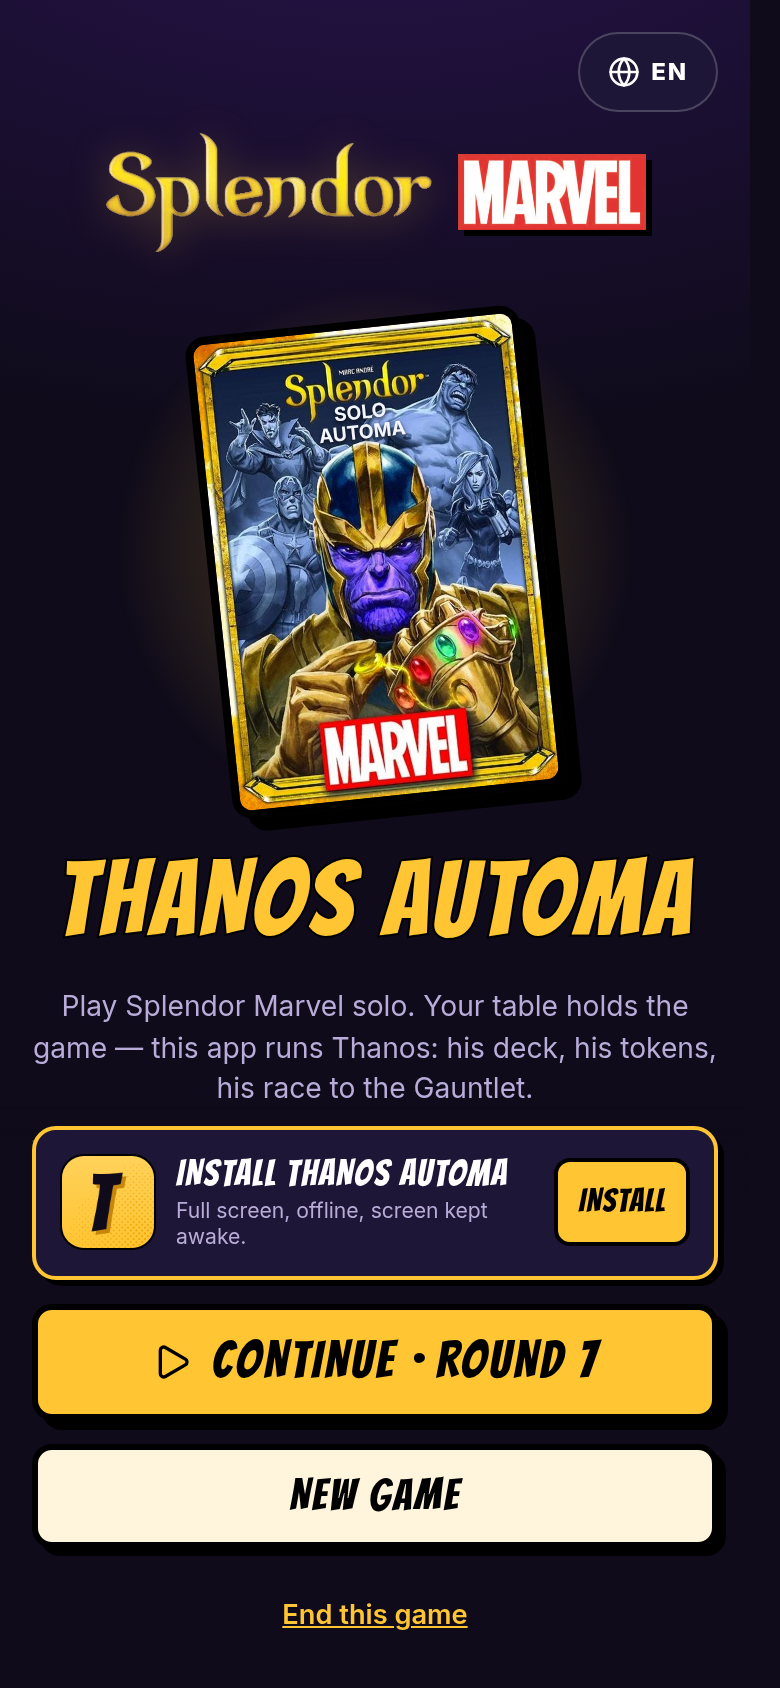 EN
Splendor MARVEL
MARC ANDRÉ
Splendor
SOLO
AUTOMA
MARVEL
THANOS AUTOMA
Play Splendor Marvel solo. Your table holds the
game — this app runs Thanos: his deck, his tokens,
his race to the Gauntlet.
T
INSTALL THANOS AUTOMA
Full screen, offline, screen kept
awake.
INSTALL
CONTINUE · ROUND 7
NEW GAME
End this game